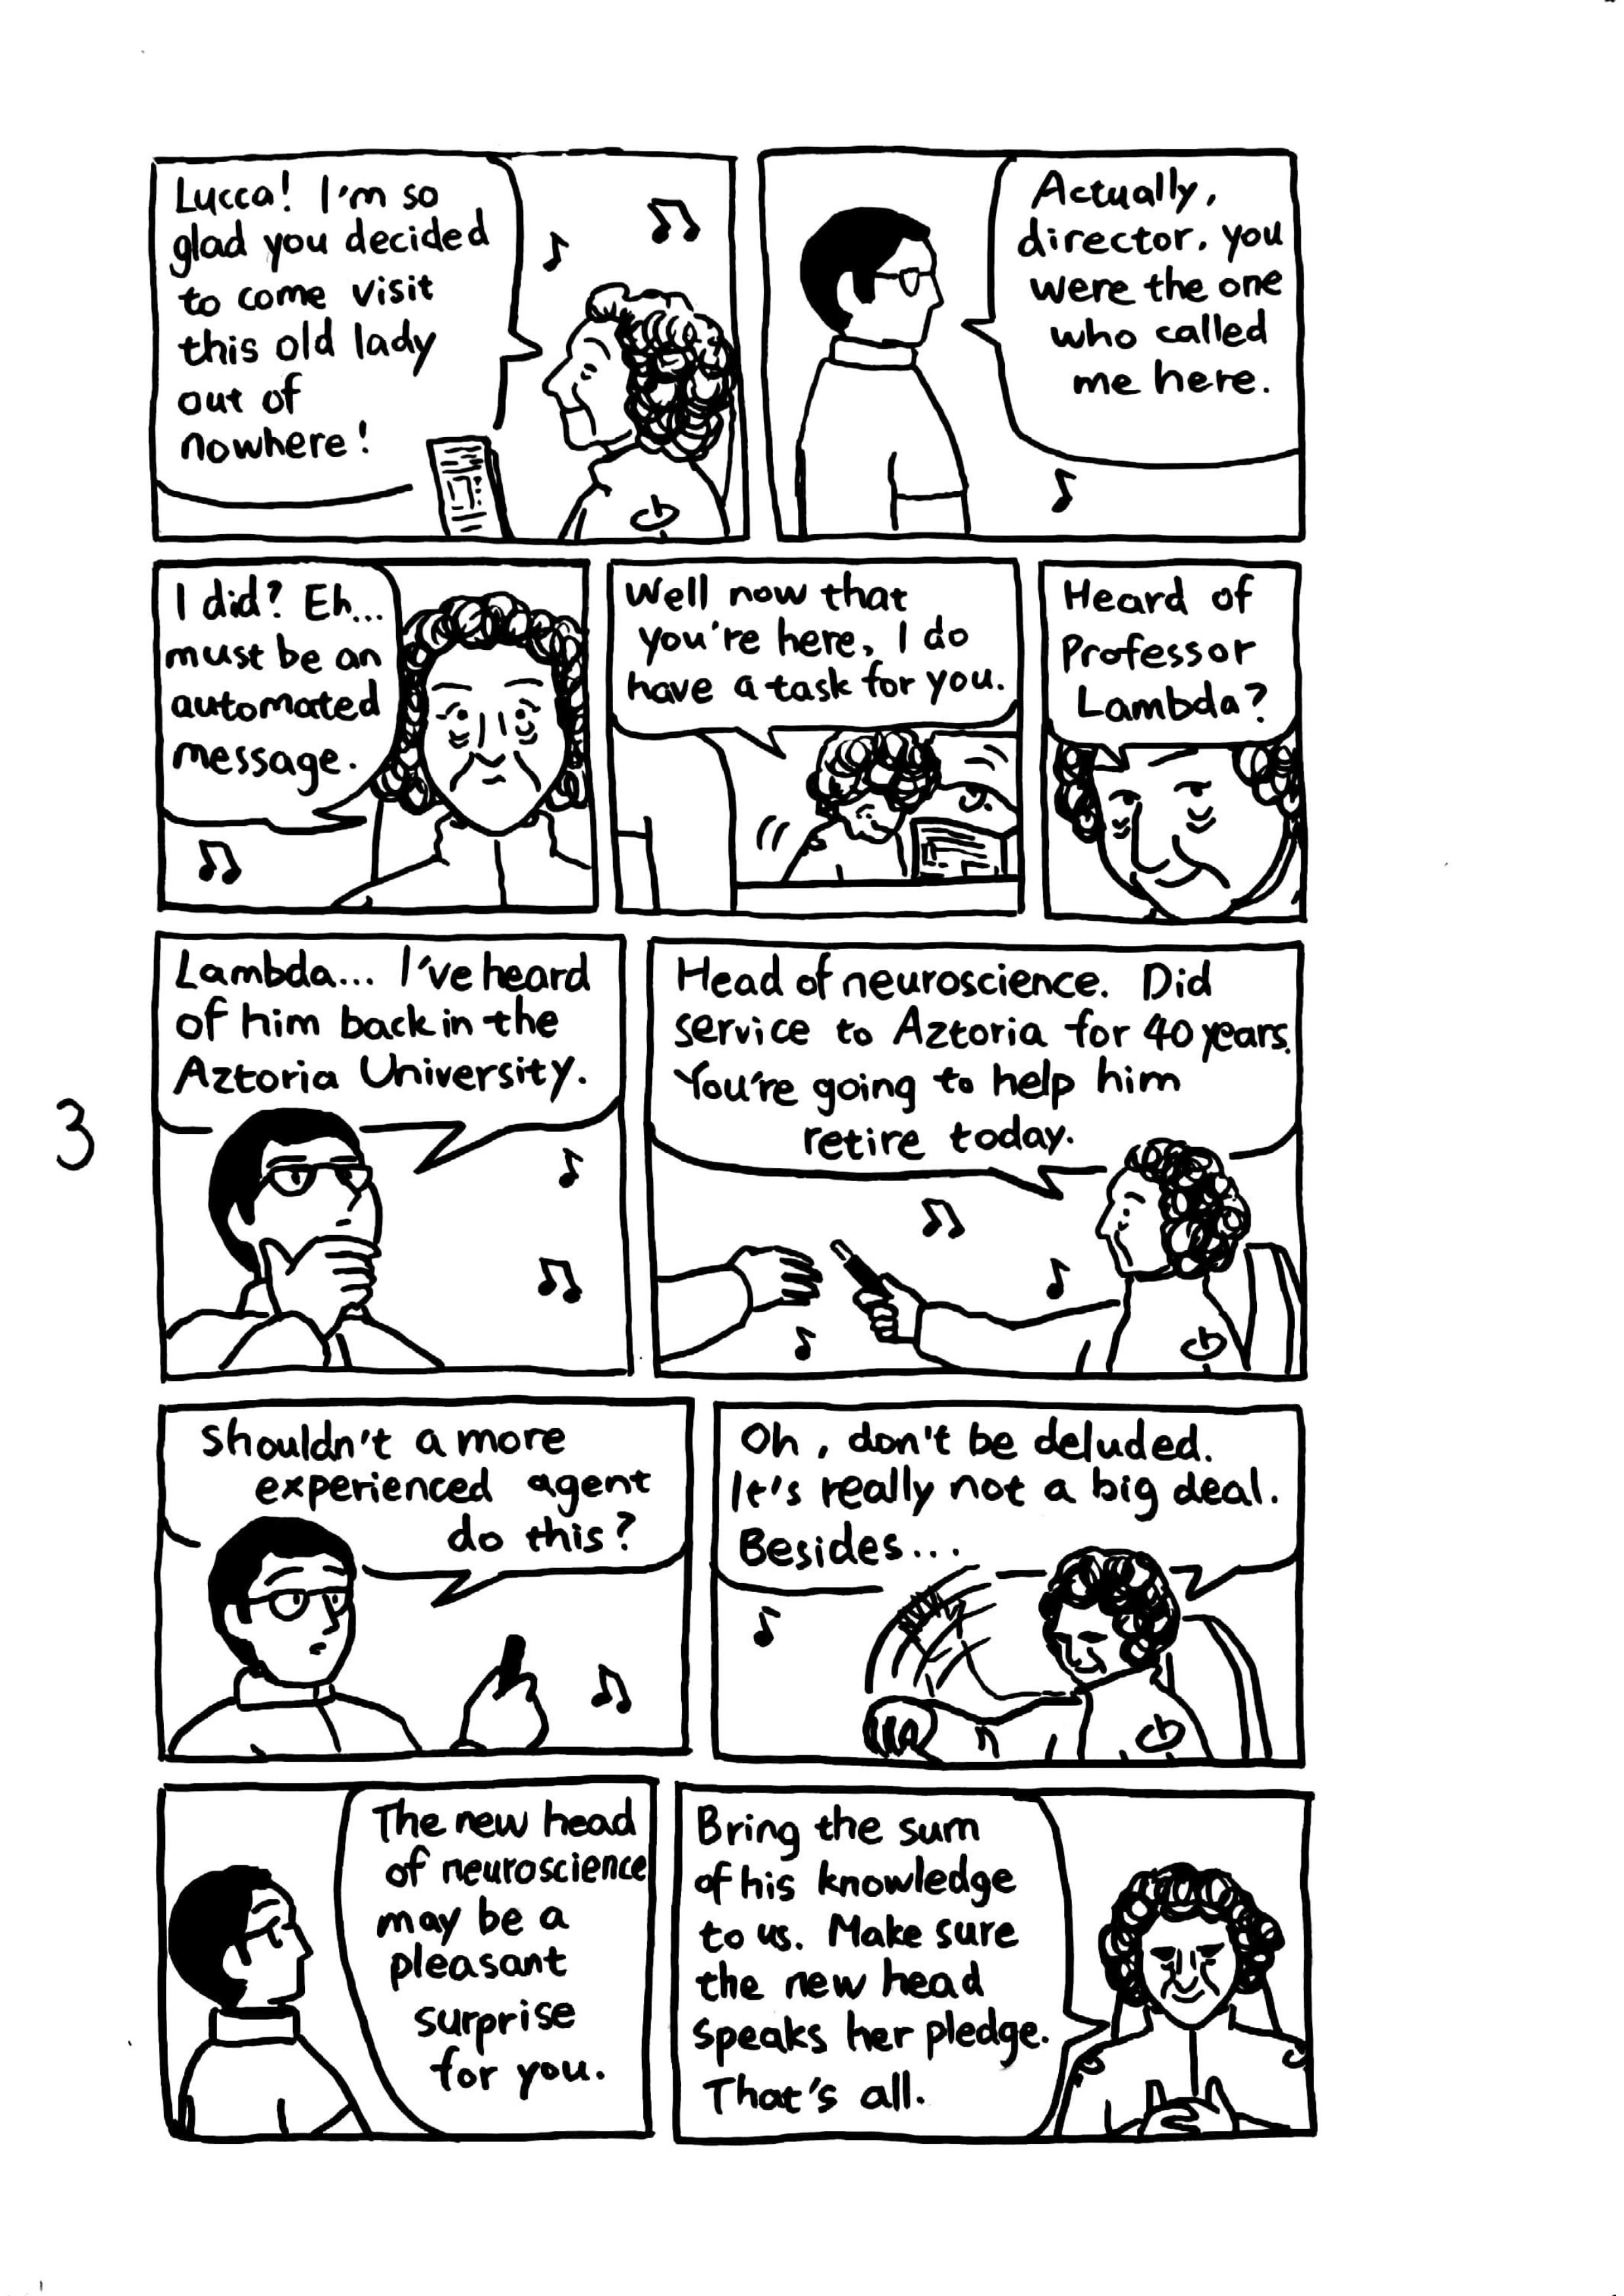 Lucca! I'm so
glad you decided
to come visit
this old lady
out of
nowhere!
Actually,
director, you
were the one
who called
me here.
I did? Eh...
must be an
automated
message.
Well now that
you're here, I do
have a task for you.
Heard of
Professor
Lambda?
Lambda... I've heard
of him back in the
Aztoria University.
Head of neuroscience. Did
service to Aztoria for 40 years.
You're going to help him
retire today.
3
Shouldn't a more
experienced agent
do this?
Oh, don't be deluded.
It's really not a big deal.
Besides...
The new head
of neuroscience
may be a
pleasant
surprise
for you.
Bring the sum
of his knowledge
to us. Make sure
the new head
speaks her pledge.
That's all.